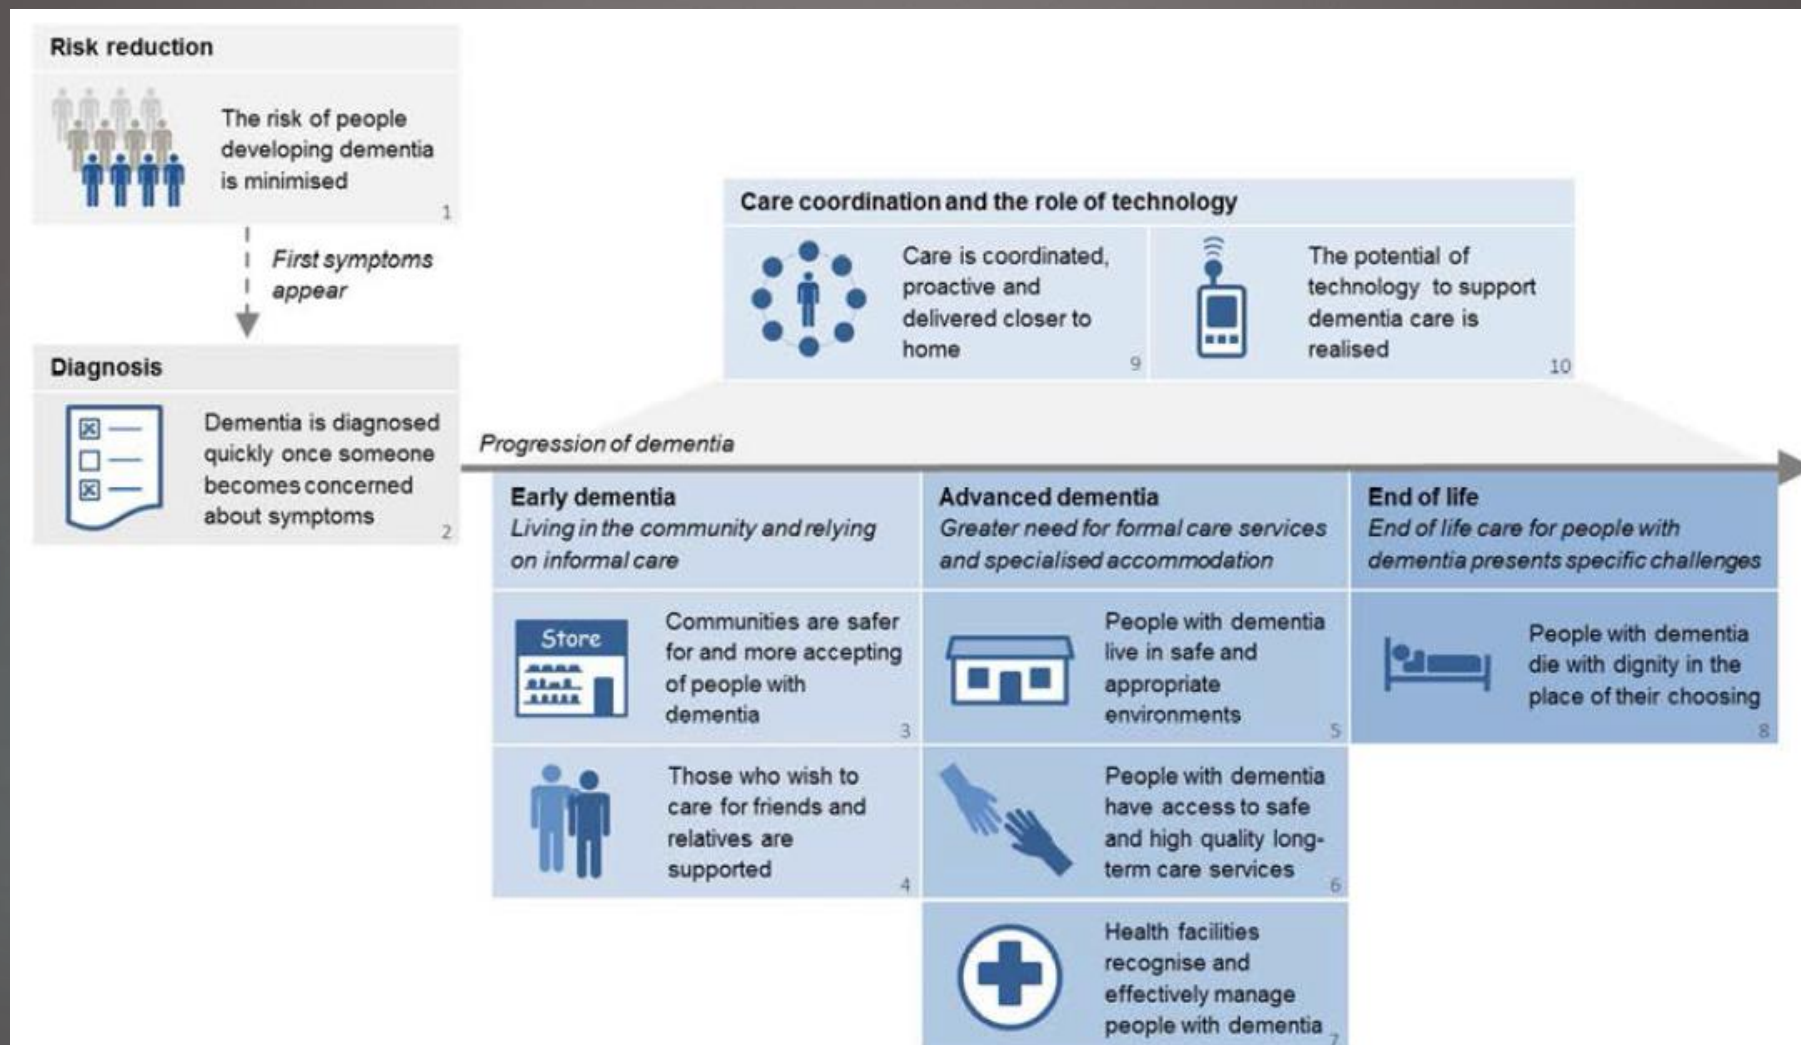 Risk reduction
The risk of people
developing dementia
is minimised
1
First symptoms
appear
Diagnosis
Dementia is diagnosed
quickly once someone
becomes concerned
about symptoms
2
Care coordination and the role of technology
Care is coordinated,
proactive and
delivered closer to
home
9
The potential of
technology to support
dementia care is
realised
10
Progression of dementia
Early dementia
Living in the community and relying
on informal care
Store
Communities are safer
for and more accepting
of people with
dementia
3
Those who wish to
care for friends and
relatives are
supported
4
Advanced dementia
Greater need for formal care services
and specialised accommodation
People with dementia
live in safe and
appropriate
environments
5
People with dementia
have access to safe
and high quality long-
term care services
6
Health facilities
recognise and
effectively manage
people with dementia
7
End of life
End of life care for people with
dementia presents specific challenges
People with dementia
die with dignity in the
place of their choosing
8